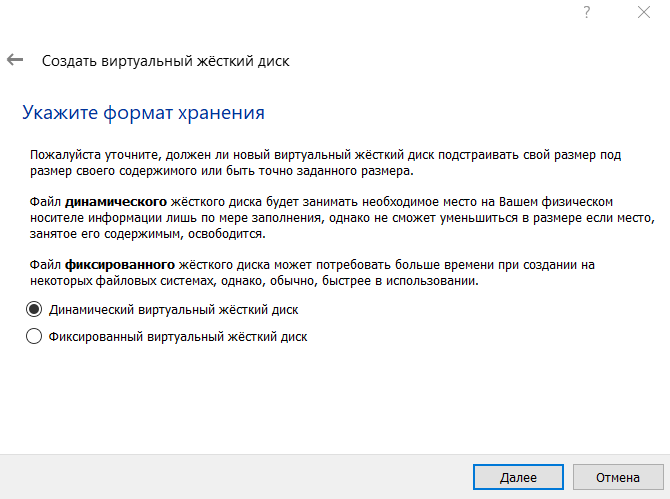 ?
Создать виртуальный жёсткий диск
Укажите формат хранения
Пожалуйста уточните, должен ли новый виртуальный жёсткий диск подстраивать свой размер под
размер своего содержимого или быть точно заданного размера.
Файл динамического жёсткого диска будет занимать необходимое место на Вашем физическом
носителе информации лишь по мере заполнения, однако не сможет уменьшиться в размере если место,
занятое его содержимым, освободится.
Файл фиксированного жёсткого диска может потребовать больше времени при создании на
некоторых файловых системах, однако, обычно, быстрее в использовании.
Динамический виртуальный жёсткий диск
Фиксированный виртуальный жёсткий диск
Далее
Отмена